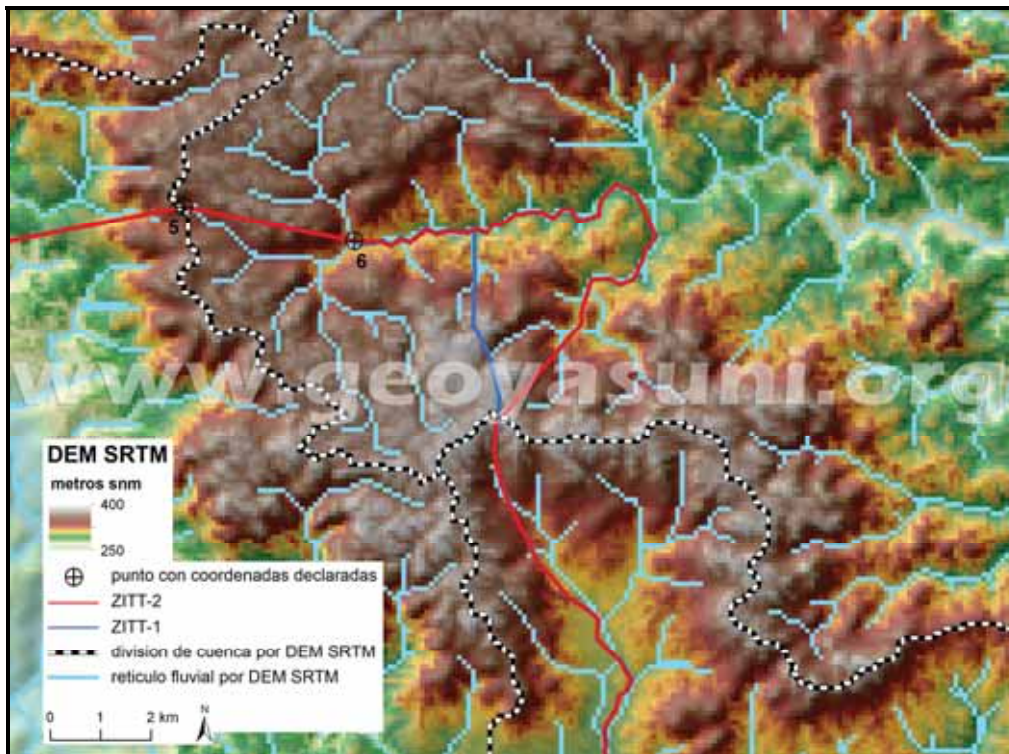 5
6
www.geoyasuni.org
DEM SRTM
metros snm
400
250
punto con coordenadas declaradas
ZITT-2
ZITT-1
division de cuenca por DEM SRTM
reticulo fluvial por DEM SRTM
0 1 2 km
N